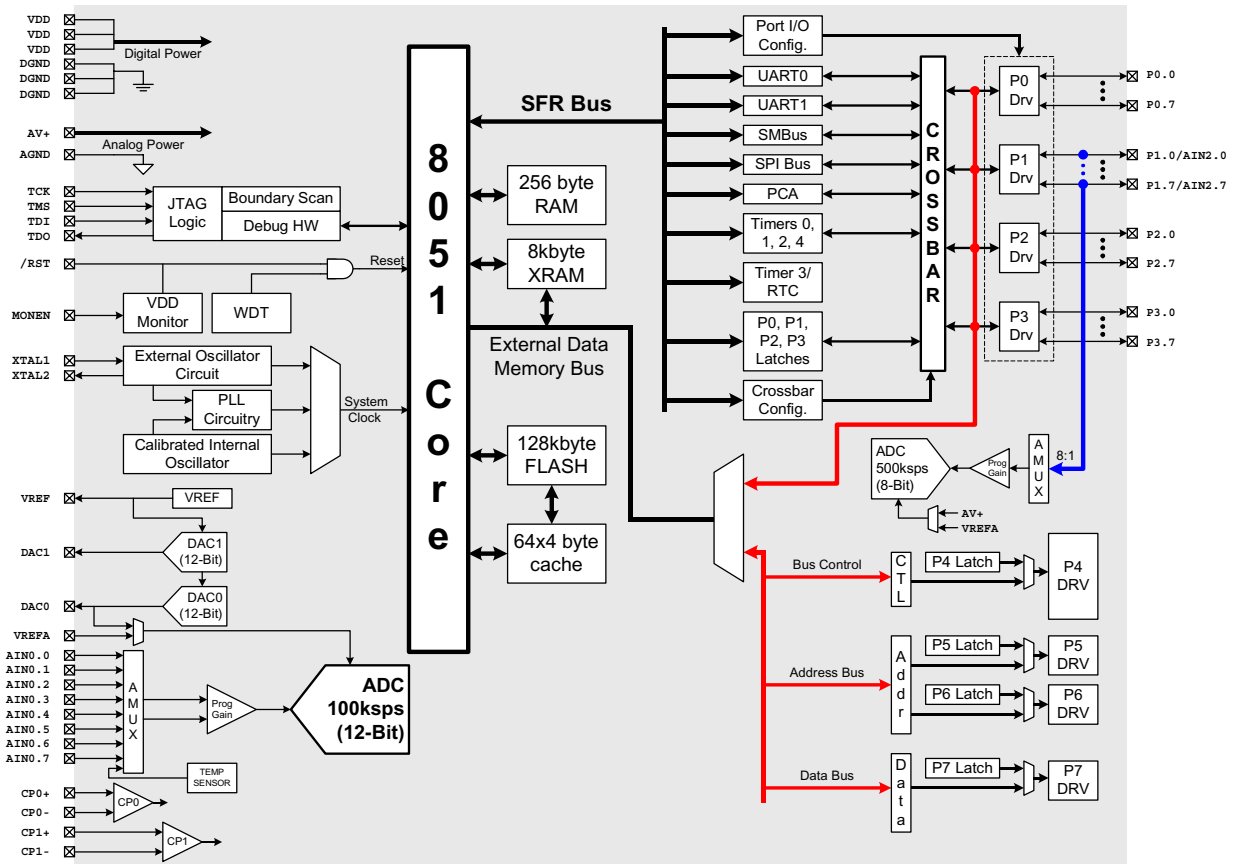 VDD
VDD
VDD
Digital Power
DGND
DGND
DGND
AV+
Analog Power
AGND
TCK
TMS
TDI
TDO
JTAG
Logic
Boundary Scan
Debug HW
/RST
Reset
MONEN
VDD
Monitor
WDT
XTAL1
XTAL2
External Oscillator
Circuit
PLL
Circuitry
Calibrated Internal
Oscillator
System
Clock
VREF
VREF
DAC1
DAC1
(12-Bit)
DAC0
DAC0
(12-Bit)
VREFA
AIN0.0
AIN0.1
AIN0.2
AIN0.3
AIN0.4
AIN0.5
AIN0.6
AIN0.7
AMUX
Prog
Gain
ADC
100ksps
(12-Bit)
TEMP
SENSOR
CP0+
CP0-
CP0
CP1+
CP1-
CP1
8051 Core
SFR Bus
256 byte
RAM
8kbyte
XRAM
External Data
Memory Bus
128kbyte
FLASH
64x4 byte
cache
Port I/O
Config.
UART0
UART1
SMBus
SPI Bus
PCA
Timers 0,
1, 2, 4
Timer 3/
RTC
P0, P1,
P2, P3
Latches
Crossbar
Config.
CROSSBAR
P0
Drv
P1
Drv
P2
Drv
P3
Drv
P0.0
P0.7
P1.0/AIN2.0
P1.7/AIN2.7
P2.0
P2.7
P3.0
P3.7
ADC
500ksps
(8-Bit)
Prog
Gain
AMUX
8:1
AV+
VREFA
Bus Control
CTL
P4 Latch
P4
DRV
Address Bus
Addr
P5 Latch
P5
DRV
P6 Latch
P6
DRV
Data Bus
Data
P7 Latch
P7
DRV